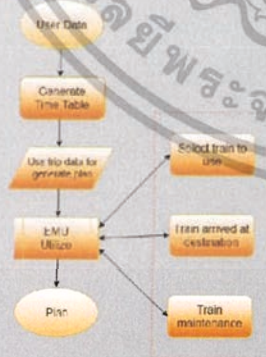 User Data
Generate
Time Table
Use trip data for
generate plan
EMU
Utilize
Plan
Select train to
use
Train arrived at
destination
Train
maintenance